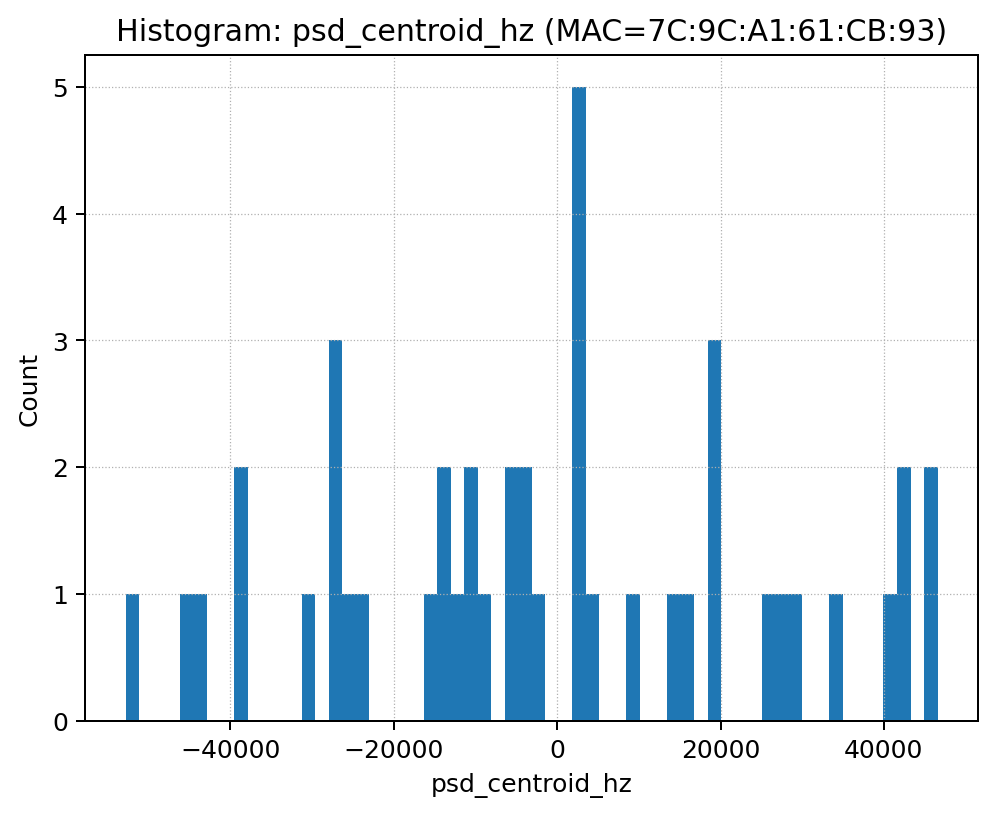 Histogram: psd_centroid_hz (MAC=7C:9C:A1:61:CB:93)
5
4
3
2
1
0
Count
−40000 −20000 0 20000 40000
psd_centroid_hz